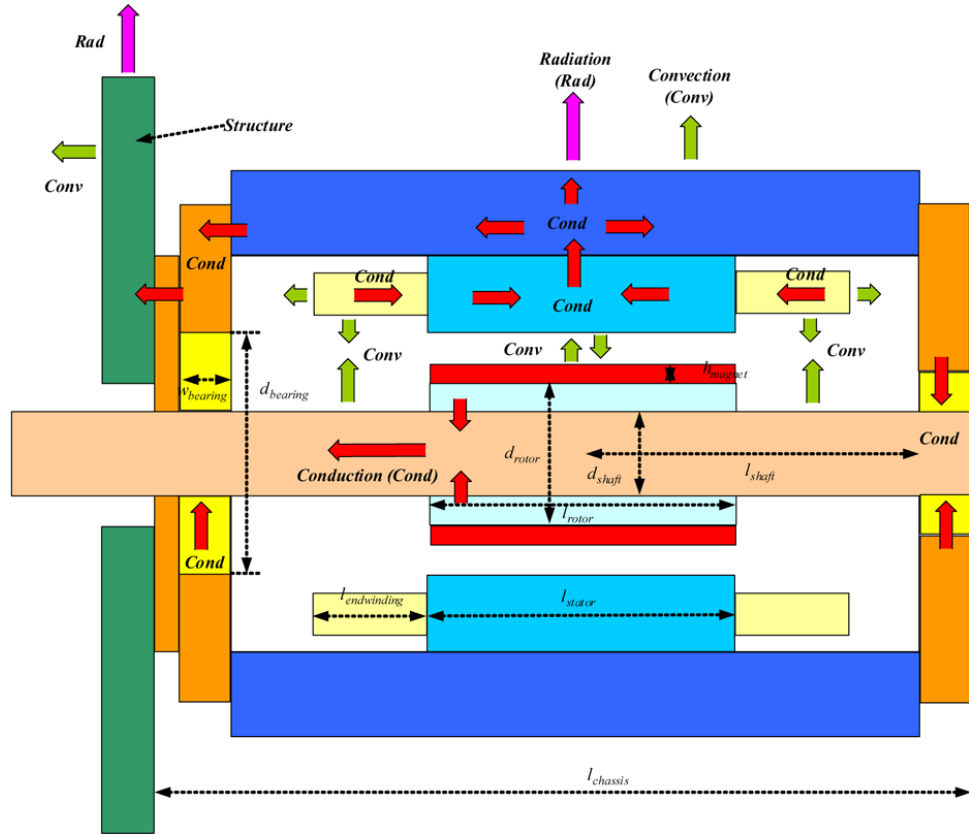 Rad
Radiation
(Rad)
Convection
(Conv)
Structure
Conv
Cond
Cond
Cond
Cond
Cond
Conv
Conv
Conv
h_magnet
w_bearing
d_bearing
d_rotor
d_shaft
l_shaft
Cond
Conduction (Cond)
l_rotor
Cond
l_endwinding
l_stator
l_chassis